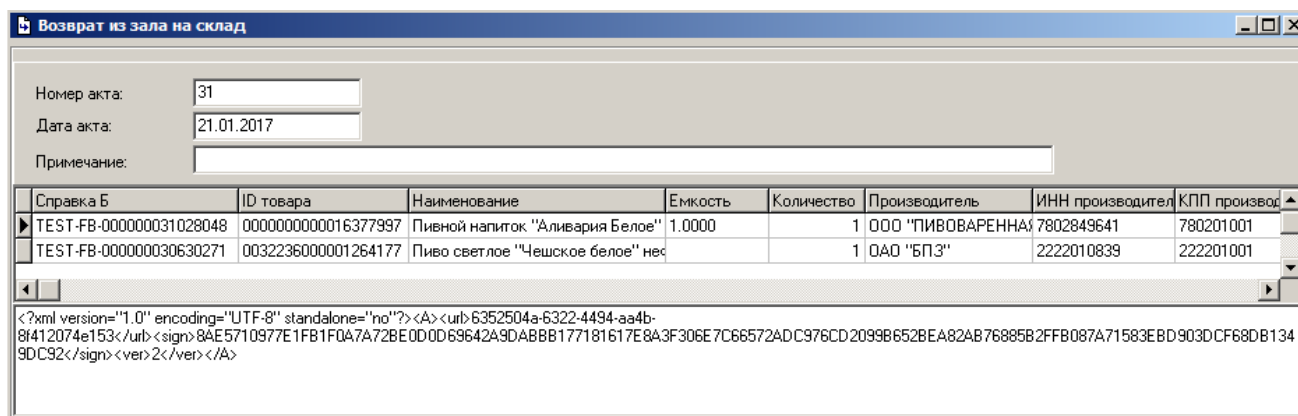 Возврат из зала на склад
Номер акта: 31
Дата акта: 21.01.2017
Примечание:
Справка Б ID товара Наименование Емкость Количество Производитель ИНН производител КПП производ
TEST-FB-000000031028048 0000000000016377997 Пивной напиток "Аливария Белое" 1.0000 1 ООО "ПИВОВАРЕННАЯ 7802849641 780201001
TEST-FB-000000030630271 0032236000001264177 Пиво светлое "Чешское белое" неф 1 ОАО "БПЗ" 2222010839 222201001
<?xml version="1.0" encoding="UTF-8" standalone="no"?><A><url>6352504a-6322-4494-aa4b-
8f412074e153</url><sign>8AE5710977E1FB1F0A7A72BE0D0D69642A9DABBB177181617E8A3F306E7C66572ADC976CD2099B652BEA82AB76885B2FFB087A71583EBD903DCF68DB134
9DC92</sign><ver>2</ver></A>